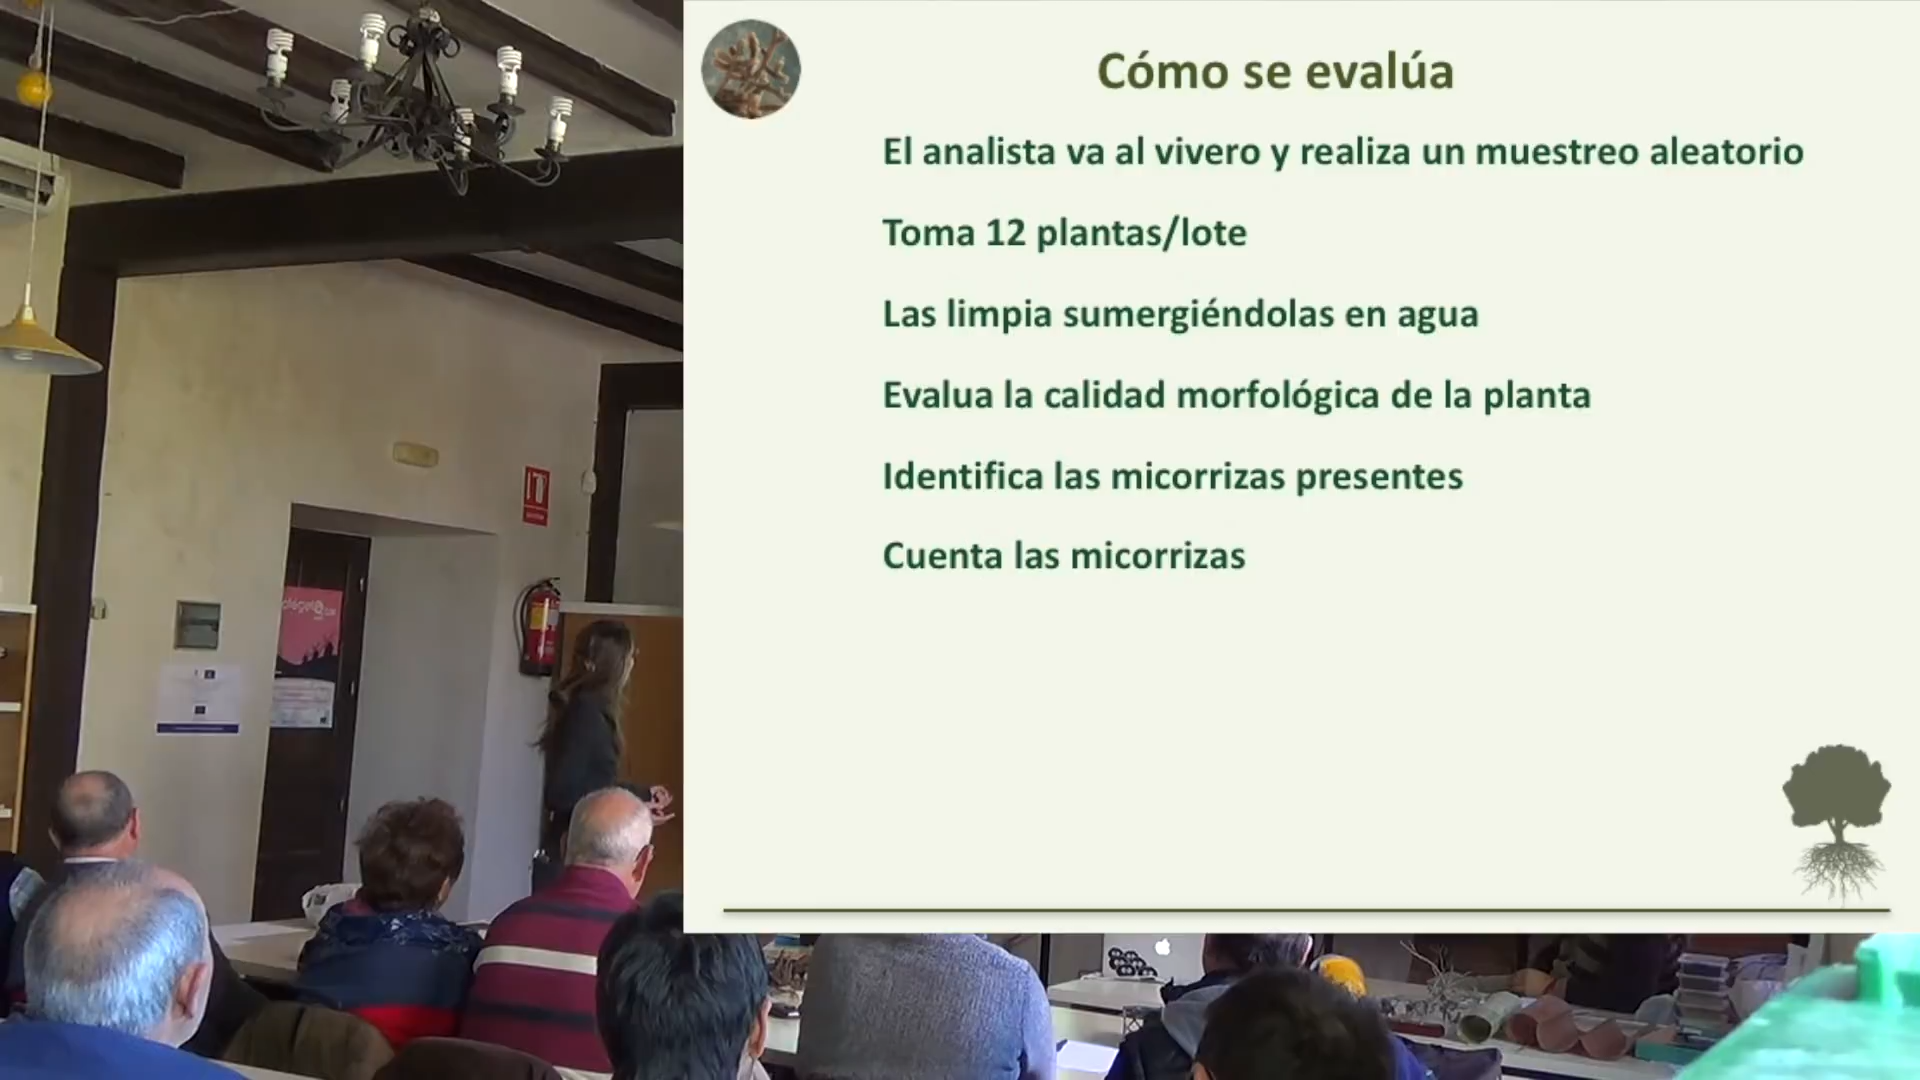 Cómo se evalúa
El analista va al vivero y realiza un muestreo aleatorio
Toma 12 plantas/lote
Las limpia sumergiéndolas en agua
Evalua la calidad morfológica de la planta
Identifica las micorrizas presentes
Cuenta las micorrizas